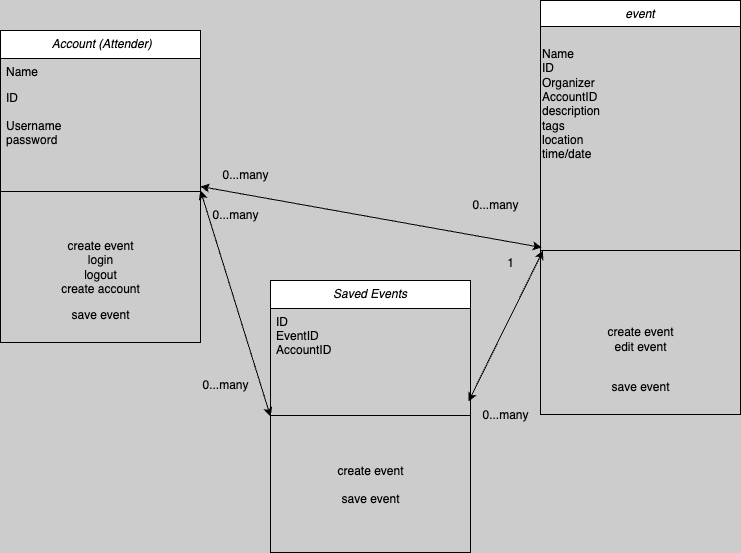 Account (Attender)
Name
ID
Username
password
create event
login
logout
create account
save event
event
Name
ID
Organizer
AccountID
description
tags
location
time/date
create event
edit event
save event
Saved Events
ID
EventID
AccountID
create event
save event
0...many
0...many
0...many
1
0...many
0...many